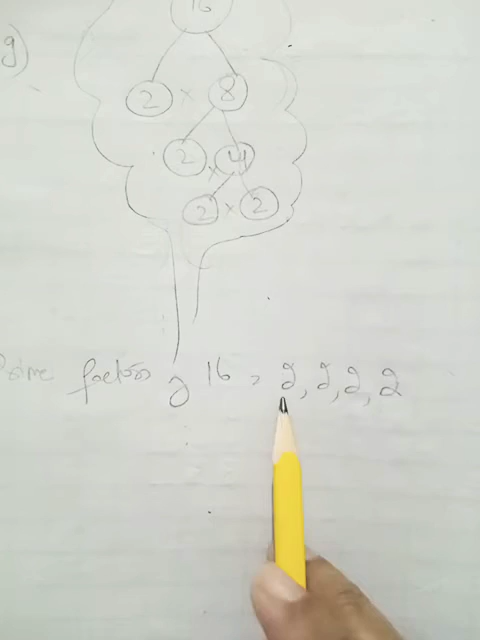 g)
16
2 × 8
2 × 4
2 × 2
Prime factors of 16 = 2, 2, 2, 2